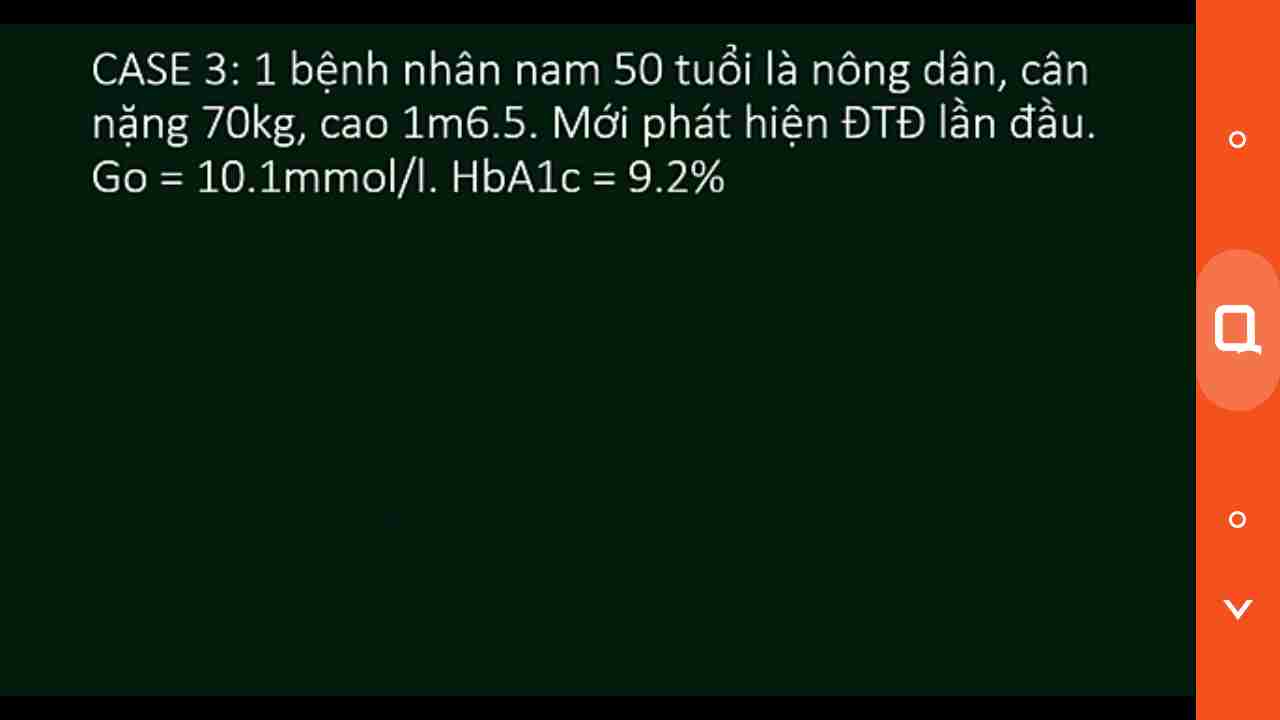 CASE 3: 1 bệnh nhân nam 50 tuổi là nông dân, cân
nặng 70kg, cao 1m6.5. Mới phát hiện ĐTĐ lần đầu.
Go = 10.1mmol/l. HbA1c = 9.2%